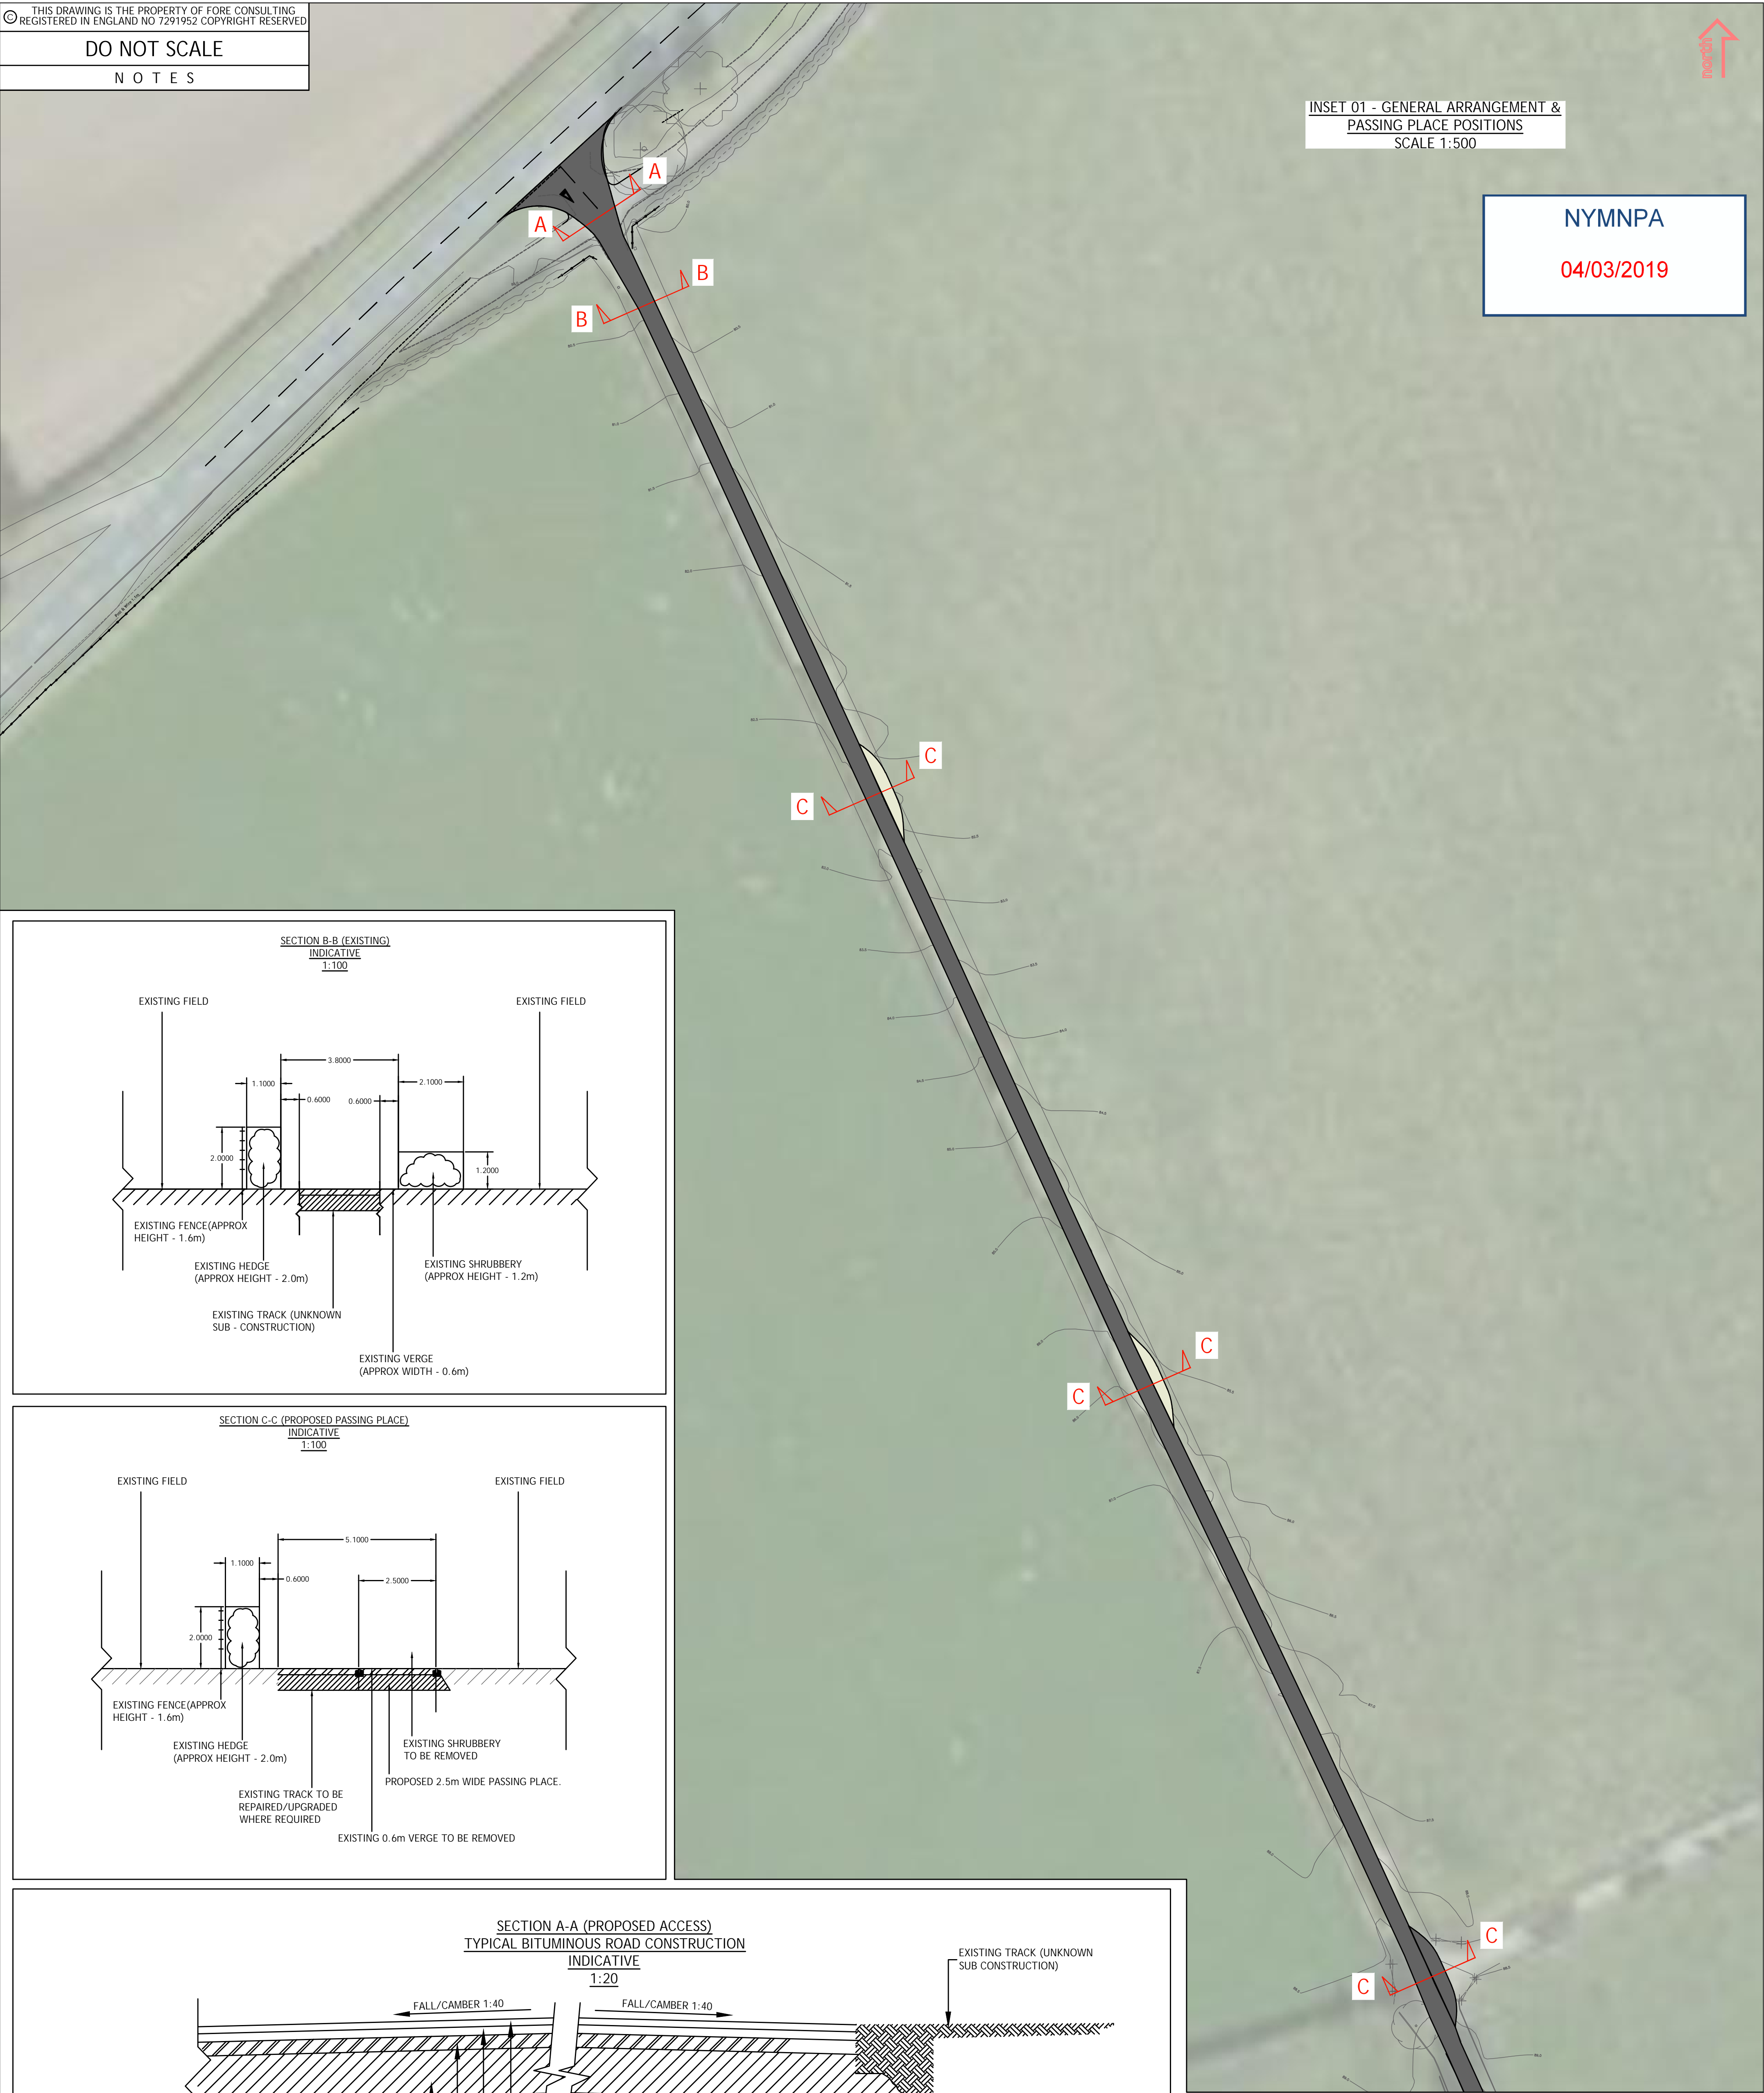 © THIS DRAWING IS THE PROPERTY OF FORE CONSULTING
REGISTERED IN ENGLAND NO 7291952 COPYRIGHT RESERVED
DO NOT SCALE
N O T E S
north
INSET 01 - GENERAL ARRANGEMENT &
PASSING PLACE POSITIONS
SCALE 1:500
NYMNPA
04/03/2019
A
A
B
B
C
C
C
C
C
C
SECTION B-B (EXISTING)
INDICATIVE
1:100
EXISTING FIELD
EXISTING FIELD
3.8000
1.1000
2.1000
0.6000
0.6000
2.0000
1.2000
EXISTING FENCE(APPROX
HEIGHT - 1.6m)
EXISTING HEDGE
(APPROX HEIGHT - 2.0m)
EXISTING SHRUBBERY
(APPROX HEIGHT - 1.2m)
EXISTING TRACK (UNKNOWN
SUB - CONSTRUCTION)
EXISTING VERGE
(APPROX WIDTH - 0.6m)
SECTION C-C (PROPOSED PASSING PLACE)
INDICATIVE
1:100
EXISTING FIELD
EXISTING FIELD
5.1000
1.1000
0.6000
2.5000
2.0000
EXISTING FENCE(APPROX
HEIGHT - 1.6m)
EXISTING HEDGE
(APPROX HEIGHT - 2.0m)
EXISTING SHRUBBERY
TO BE REMOVED
PROPOSED 2.5m WIDE PASSING PLACE.
EXISTING TRACK TO BE
REPAIRED/UPGRADED
WHERE REQUIRED
EXISTING 0.6m VERGE TO BE REMOVED
SECTION A-A (PROPOSED ACCESS)
TYPICAL BITUMINOUS ROAD CONSTRUCTION
INDICATIVE
1:20
EXISTING TRACK (UNKNOWN
SUB CONSTRUCTION)
FALL/CAMBER 1:40
FALL/CAMBER 1:40